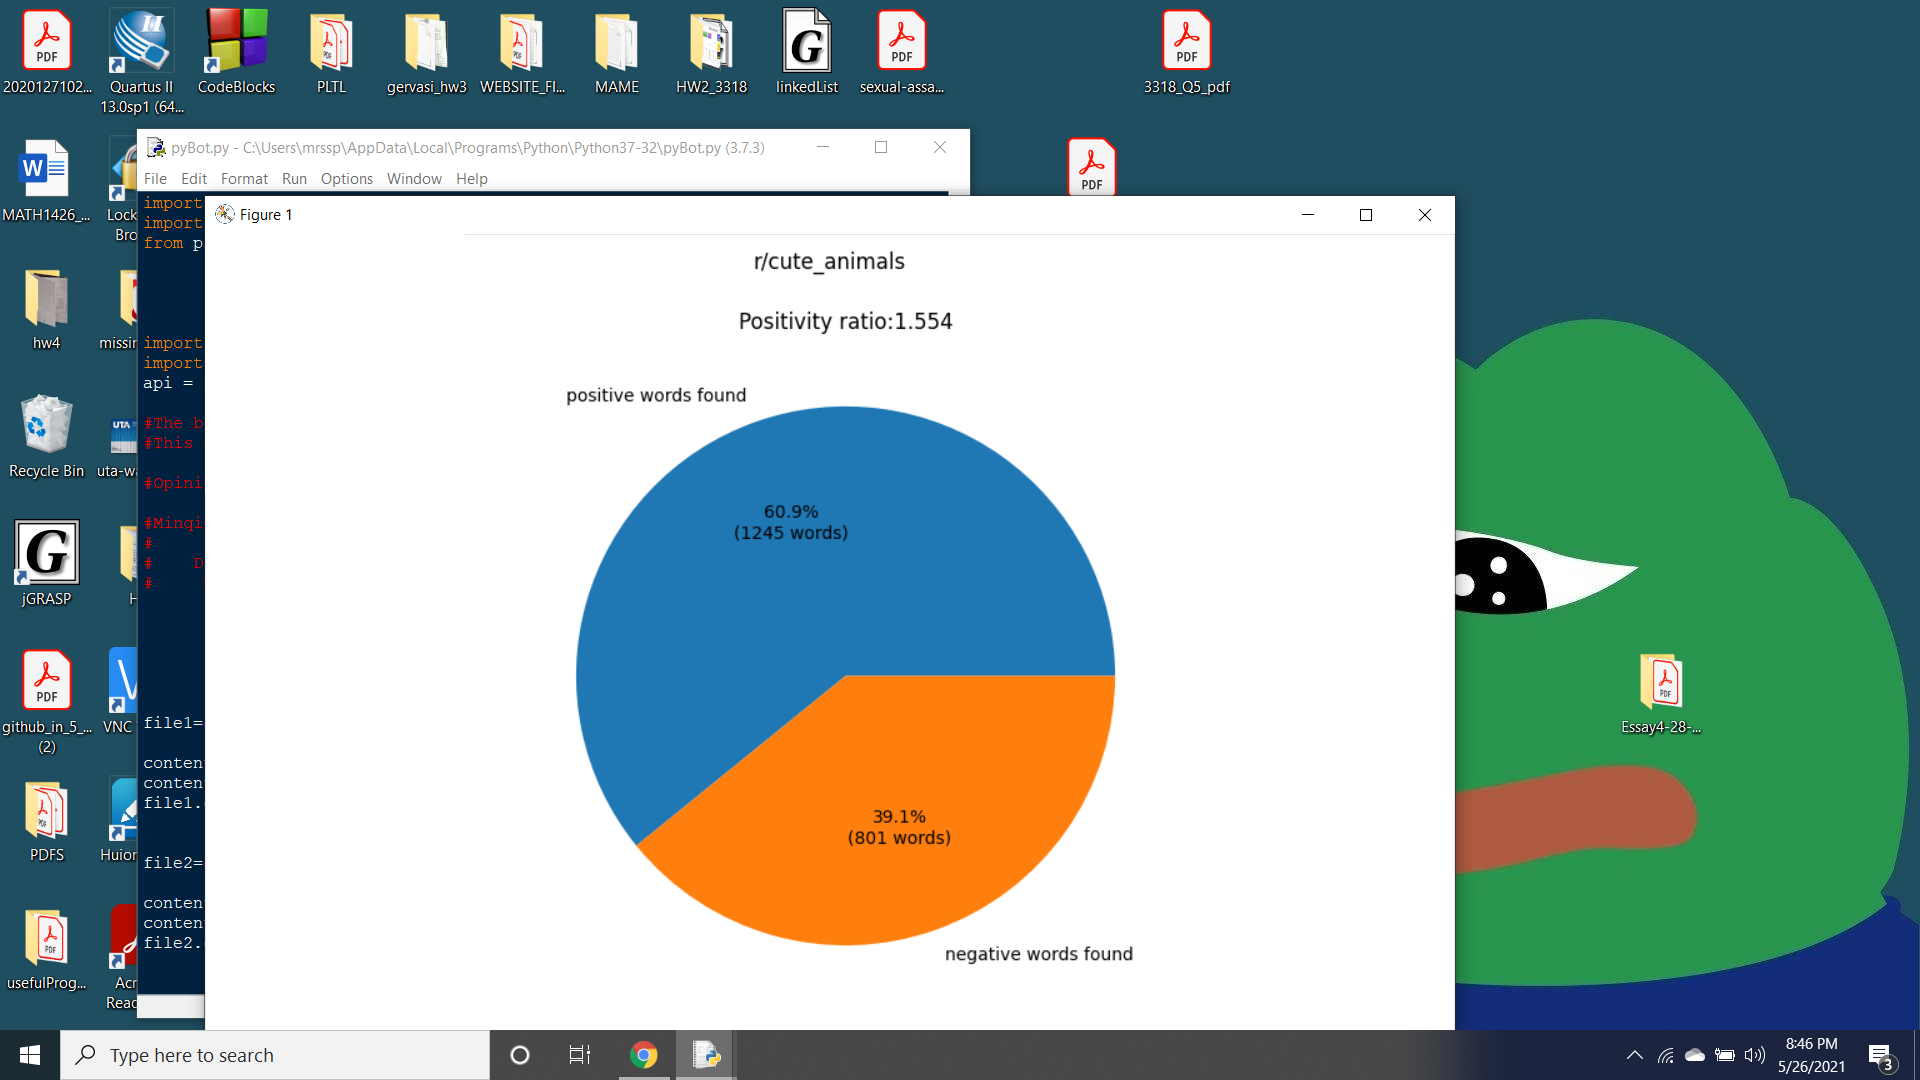 2020127102...
Quartus II
13.0sp1 (64...
CodeBlocks
PLTL
gervasi_hw3
WEBSITE_FI...
MAME
HW2_3318
linkedList
sexual-assa...
3318_Q5_pdf
MATH1426_...
Lock
Bro
hw4
missin
Recycle Bin
uta-wa
jGRASP
H
github_in_5_...
(2)
VNC
PDFS
Huion
usefulProg...
Acr
Reac
Essay4-28-...
pyBot.py - C:\Users\mrssp\AppData\Local\Programs\Python\Python37-32\pyBot.py (3.7.3)
File Edit Format Run Options Window Help
import
import
from p
import
import
api =
#The b
#This
#Opini
#Minqi
#
# D
#
file1=
conten
conten
file1.
file2=
conten
conten
file2.
Figure 1
r/cute_animals
Positivity ratio:1.554
positive words found
60.9%
(1245 words)
39.1%
(801 words)
negative words found
Type here to search
8:46 PM
5/26/2021
3